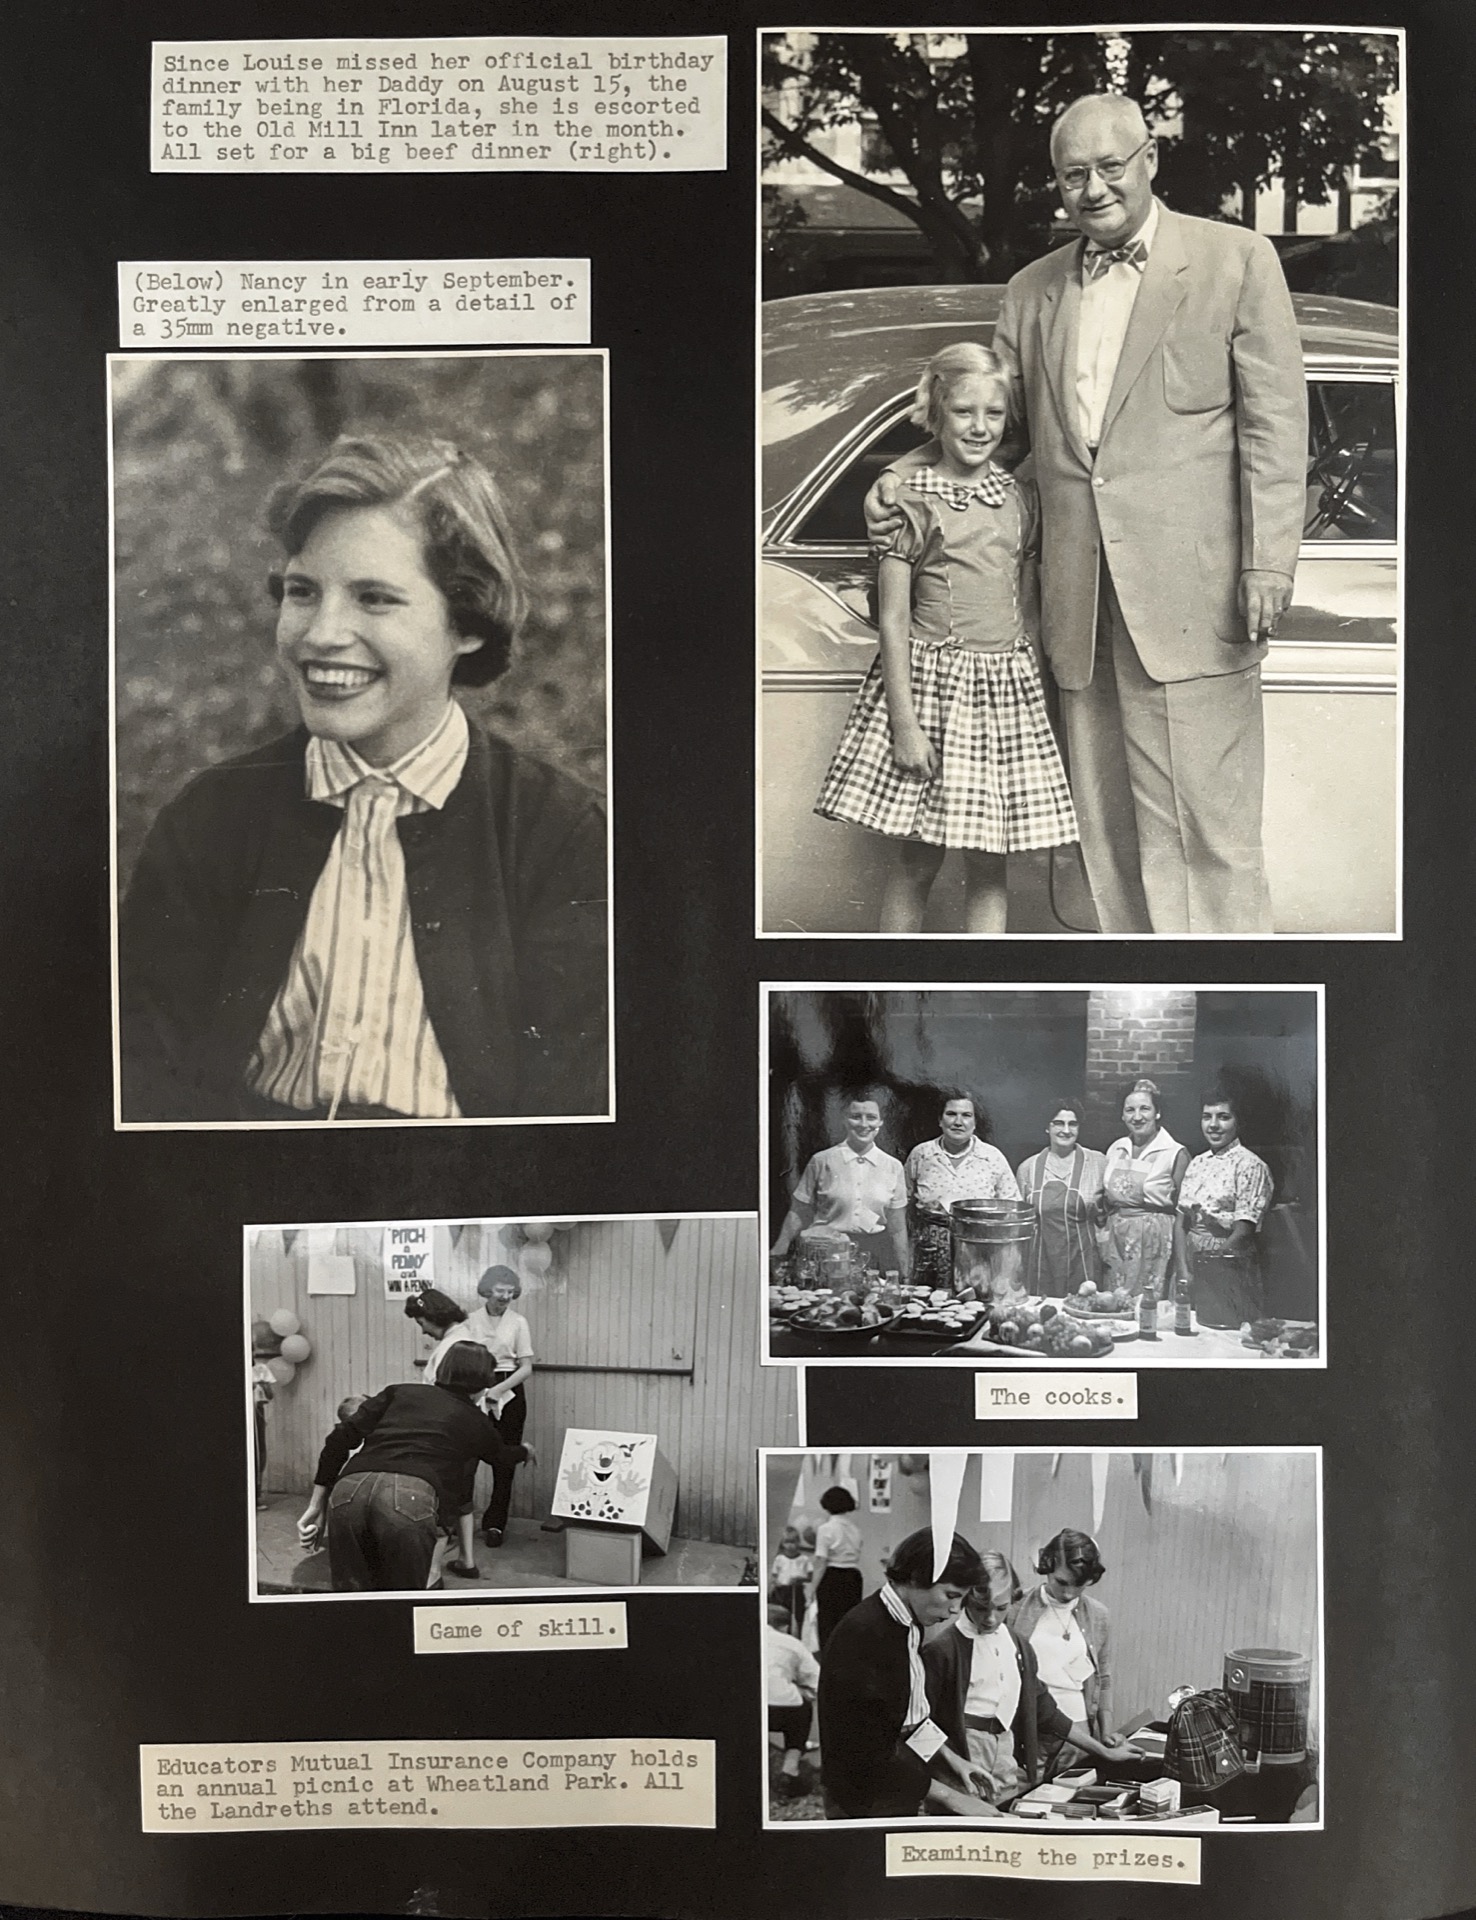 Since Louise missed her official birthday
dinner with her Daddy on August 15, the
family being in Florida, she is escorted
to the Old Mill Inn later in the month.
All set for a big beef dinner (right).
(Below) Nancy in early September.
Greatly enlarged from a detail of
a 35mm negative.
"PITCH
a
PENNY"
and
WIN A PENNY
The cooks.
Game of skill.
Educators Mutual Insurance Company holds
an annual picnic at Wheatland Park. All
the Landreths attend.
Examining the prizes.